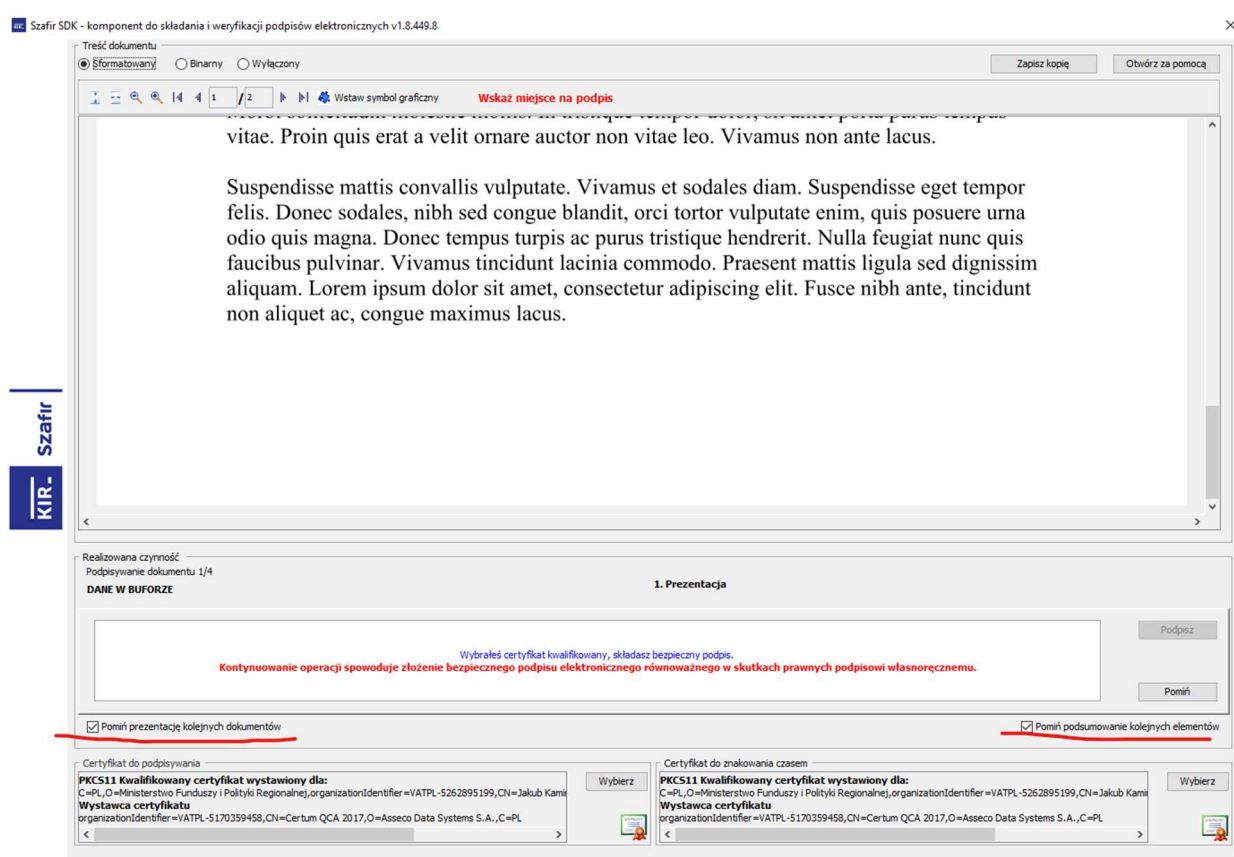 KIR. Szafir SDK - komponent do składania i weryfikacji podpisów elektronicznych v1.8.449.8
Treść dokumentu
Sformatowany Binarny Wyłączony Zapisz kopię Otwórz za pomocą
1 / 2 Wstaw symbol graficzny Wskaż miejsce na podpis
vitae. Proin quis erat a velit ornare auctor non vitae leo. Vivamus non ante lacus.
Suspendisse mattis convallis vulputate. Vivamus et sodales diam. Suspendisse eget tempor
felis. Donec sodales, nibh sed congue blandit, orci tortor vulputate enim, quis posuere urna
odio quis magna. Donec tempus turpis ac purus tristique hendrerit. Nulla feugiat nunc quis
faucibus pulvinar. Vivamus tincidunt lacinia commodo. Praesent mattis ligula sed dignissim
aliquam. Lorem ipsum dolor sit amet, consectetur adipiscing elit. Fusce nibh ante, tincidunt
non aliquet ac, congue maximus lacus.
KIR. Szafir
Realizowana czynność
Podpisywanie dokumentu 1/4
DANE W BUFORZE 1. Prezentacja
Podpisz
Wybrałeś certyfikat kwalifikowany, składasz bezpieczny podpis.
Kontynuowanie operacji spowoduje złożenie bezpiecznego podpisu elektronicznego równoważnego w skutkach prawnych podpisowi własnoręcznemu.
Pomiń
Pomiń prezentację kolejnych dokumentów Pomiń podsumowanie kolejnych elementów
Certyfikat do podpisywania
PKCS11 Kwalifikowany certyfikat wystawiony dla: Wybierz
C=PL,O=Ministerstwo Funduszy i Polityki Regionalnej,organizationIdentifier=VATPL-5262895199,CN=Jakub Kami
Wystawca certyfikatu
organizationIdentifier=VATPL-5170359458,CN=Certum QCA 2017,O=Asseco Data Systems S.A.,C=PL
Certyfikat do znakowania czasem
PKCS11 Kwalifikowany certyfikat wystawiony dla: Wybierz
C=PL,O=Ministerstwo Funduszy i Polityki Regionalnej,organizationIdentifier=VATPL-5262895199,CN=Jakub Kami
Wystawca certyfikatu
organizationIdentifier=VATPL-5170359458,CN=Certum QCA 2017,O=Asseco Data Systems S.A.,C=PL